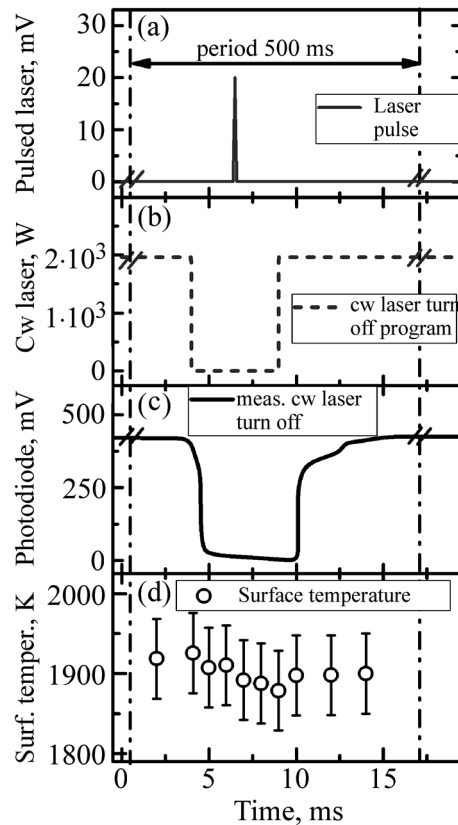 (a)
period 500 ms
Pulsed laser, mV
30
20
10
0
Laser
pulse
(b)
Cw laser, W
2·10³
1·10³
0
cw laser turn
off program
(c)
Photodiode, mV
500
250
0
meas. cw laser
turn off
(d)
Surf. temper., K
2000
1900
1800
Surface temperature
0
5
10
15
Time, ms